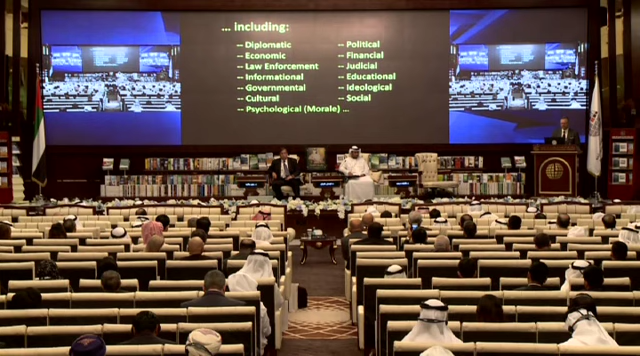 ... including:
-- Diplomatic
-- Economic
-- Law Enforcement
-- Informational
-- Governmental
-- Cultural
-- Psychological (Morale) ...
-- Political
-- Financial
-- Judicial
-- Educational
-- Ideological
-- Social